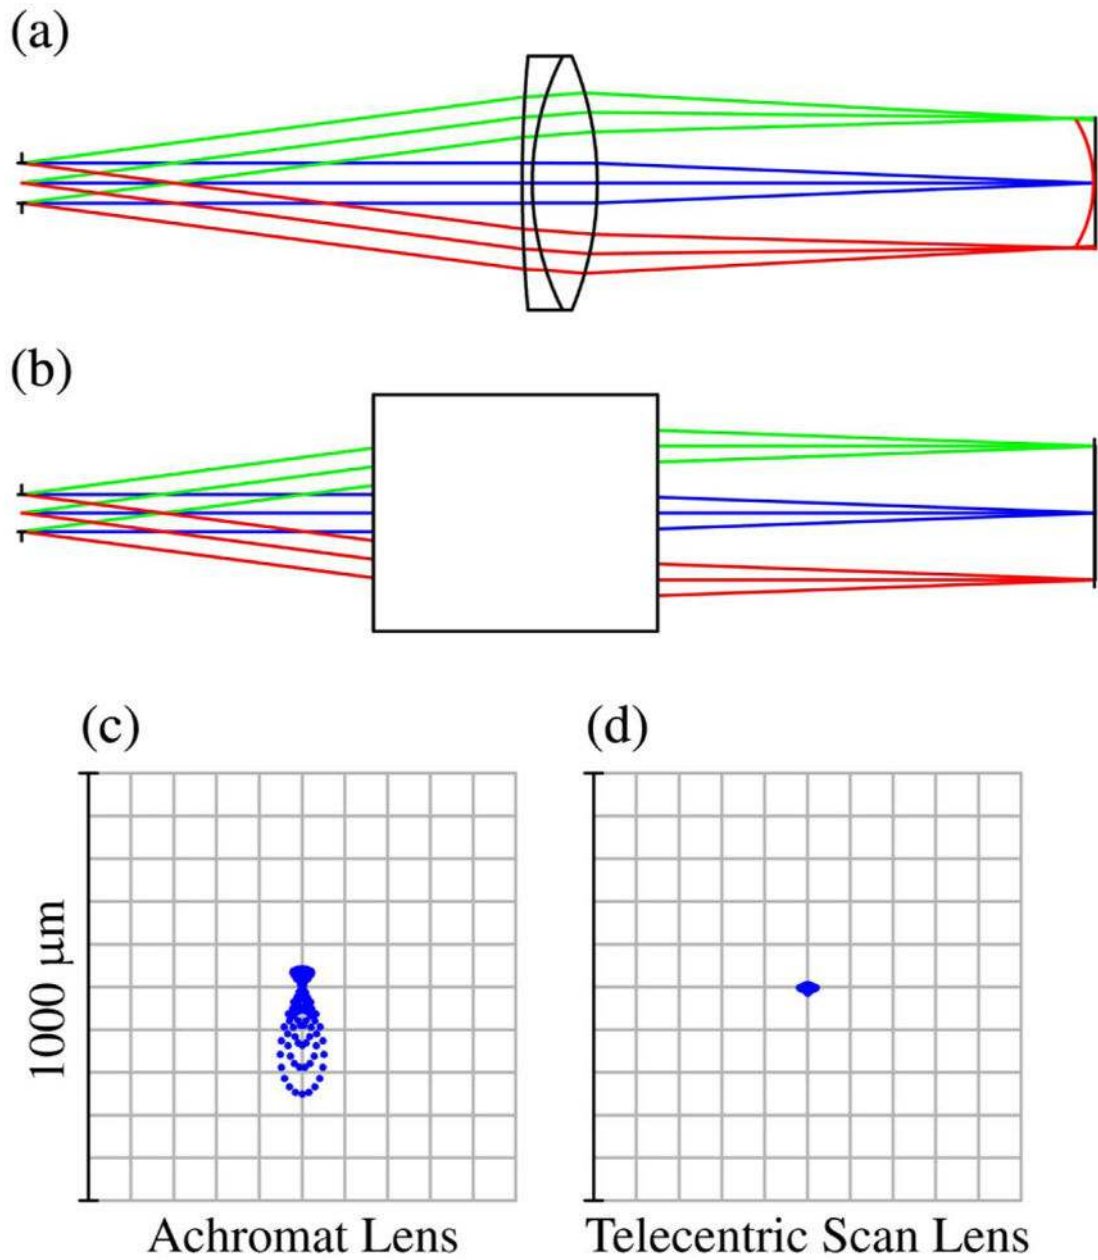 (a)
(b)
(c)
(d)
1000 μm
Achromat Lens
Telecentric Scan Lens